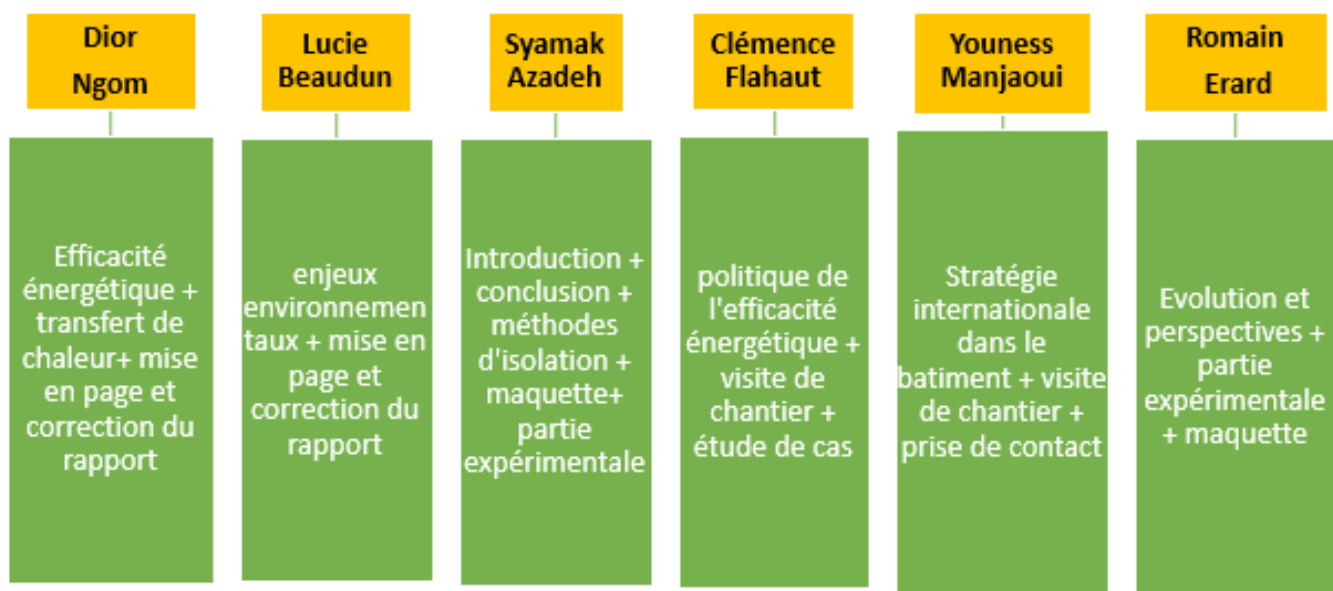 Dior
Ngom
Lucie
Beaudun
Syamak
Azadeh
Clémence
Flahaut
Youness
Manjaoui
Romain
Erard
Efficacité
énergétique +
transfert de
chaleur+ mise
en page et
correction du
rapport
enjeux
environnemen
taux + mise en
page et
correction du
rapport
Introduction +
conclusion +
méthodes
d'isolation +
maquette+
partie
expérimentale
politique de
l'efficacité
énergétique +
visite de
chantier +
étude de cas
Stratégie
internationale
dans le
batiment + visite
de chantier +
prise de contact
Evolution et
perspectives +
partie
expérimentale
+ maquette